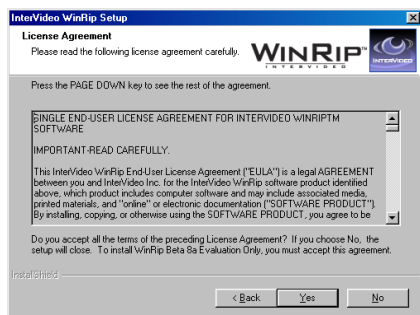 InterVideo WinRip Setup
License Agreement
Please read the following license agreement carefully.
WINRIP™
INTERVIDEO
INTERVIDEO
Press the PAGE DOWN key to see the rest of the agreement.
SINGLE END-USER LICENSE AGREEMENT FOR INTERVIDEO WINRIPTM
SOFTWARE
IMPORTANT-READ CAREFULLY.
This InterVideo WinRip End-User License Agreement ("EULA") is a legal AGREEMENT
between you and InterVideo Inc. for the InterVideo WinRip software product identified
above, which product includes computer software and may include associated media,
printed materials, and "online" or electronic documentation ("SOFTWARE PRODUCT").
By installing, copying, or otherwise using the SOFTWARE PRODUCT, you agree to be
Do you accept all the terms of the preceding License Agreement? If you choose No, the
setup will close. To install WinRip Beta 8a Evaluation Only, you must accept this agreement.
InstallShield
< Back
Yes
No